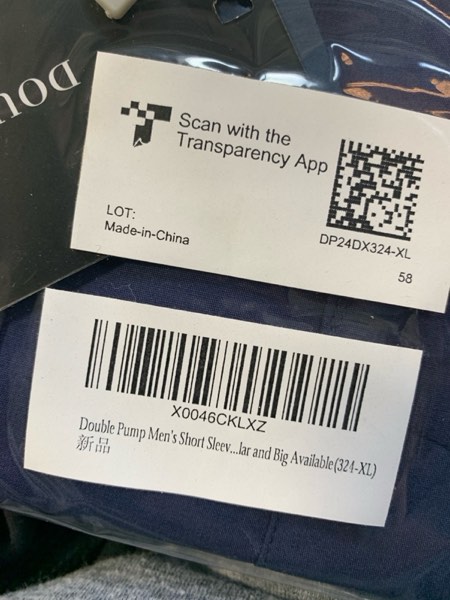 DOU
Scan with the
Transparency App
LOT:
Made-in-China
DP24DX324-XL
58
X0046CKLXZ
Double Pump Men's Short Sleev...lar and Big Available(324-XL)
新品